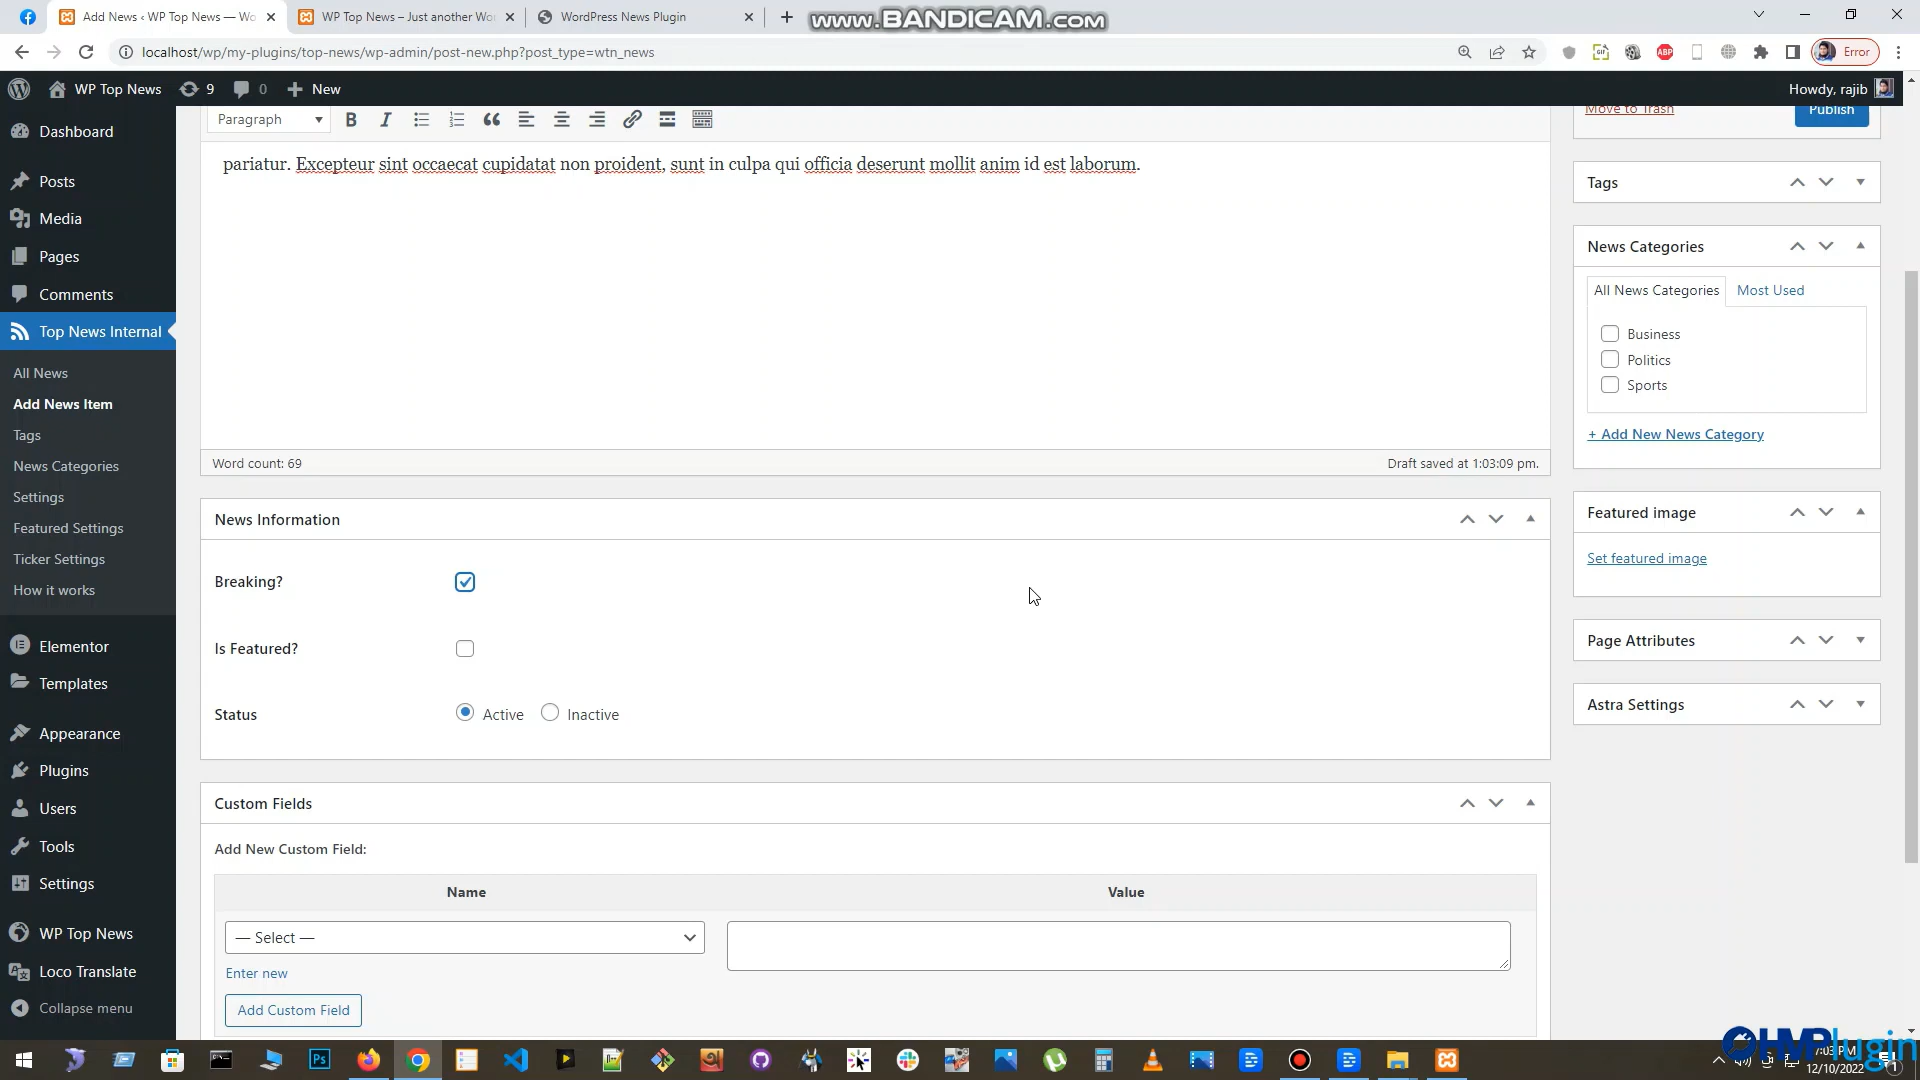 Add News ‹ WP Top News — Wo
WP Top News – Just another Wo
WordPress News Plugin
www.BANDICAM.com
localhost/wp/my-plugins/top-news/wp-admin/post-new.php?post_type=wtn_news
ABP
Error
WP Top News
9
0
New
Howdy, rajib
Dashboard
Posts
Media
Pages
Comments
Top News Internal
All News
Add News Item
Tags
News Categories
Settings
Featured Settings
Ticker Settings
How it works
Elementor
Templates
Appearance
Plugins
Users
Tools
Settings
WP Top News
Loco Translate
Collapse menu
Paragraph
pariatur. Excepteur sint occaecat cupidatat non proident, sunt in culpa qui officia deserunt mollit anim id est laborum.
Word count: 69
Draft saved at 1:03:09 pm.
News Information
Breaking?
Is Featured?
Status
Active
Inactive
Custom Fields
Add New Custom Field:
Name
Value
— Select —
Enter new
Add Custom Field
Move to Trash
Publish
Tags
News Categories
All News Categories
Most Used
Business
Politics
Sports
+ Add New News Category
Featured image
Set featured image
Page Attributes
Astra Settings
Ps
HMPlugin
12/10/2022
1